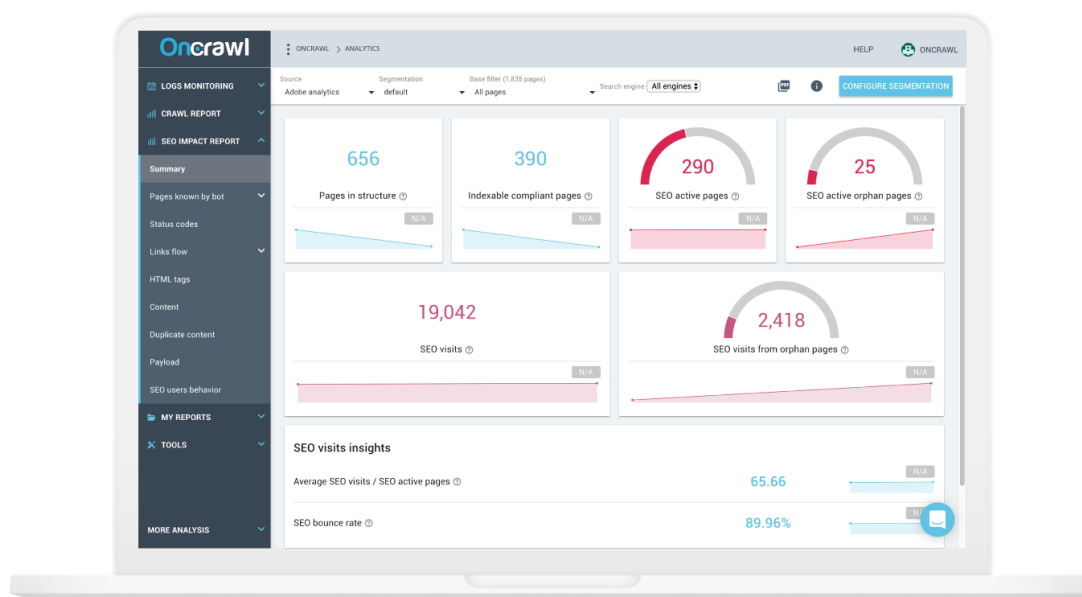 Oncrawl
ONCRAWL > ANALYTICS
HELP
ONCRAWL
LOGS MONITORING
CRAWL REPORT
SEO IMPACT REPORT
Summary
Pages known by bot
Status codes
Links flow
HTML tags
Content
Duplicate content
Payload
SEO users behavior
MY REPORTS
TOOLS
MORE ANALYSIS
Source
Adobe analytics
Segmentation
default
Base filter (1,835 pages)
All pages
Search engine All engines
PDF
CONFIGURE SEGMENTATION
656
Pages in structure
N/A
390
Indexable compliant pages
N/A
290
SEO active pages
N/A
25
SEO active orphan pages
N/A
19,042
SEO visits
N/A
2,418
SEO visits from orphan pages
N/A
SEO visits insights
Average SEO visits / SEO active pages
65.66
N/A
SEO bounce rate
89.96%